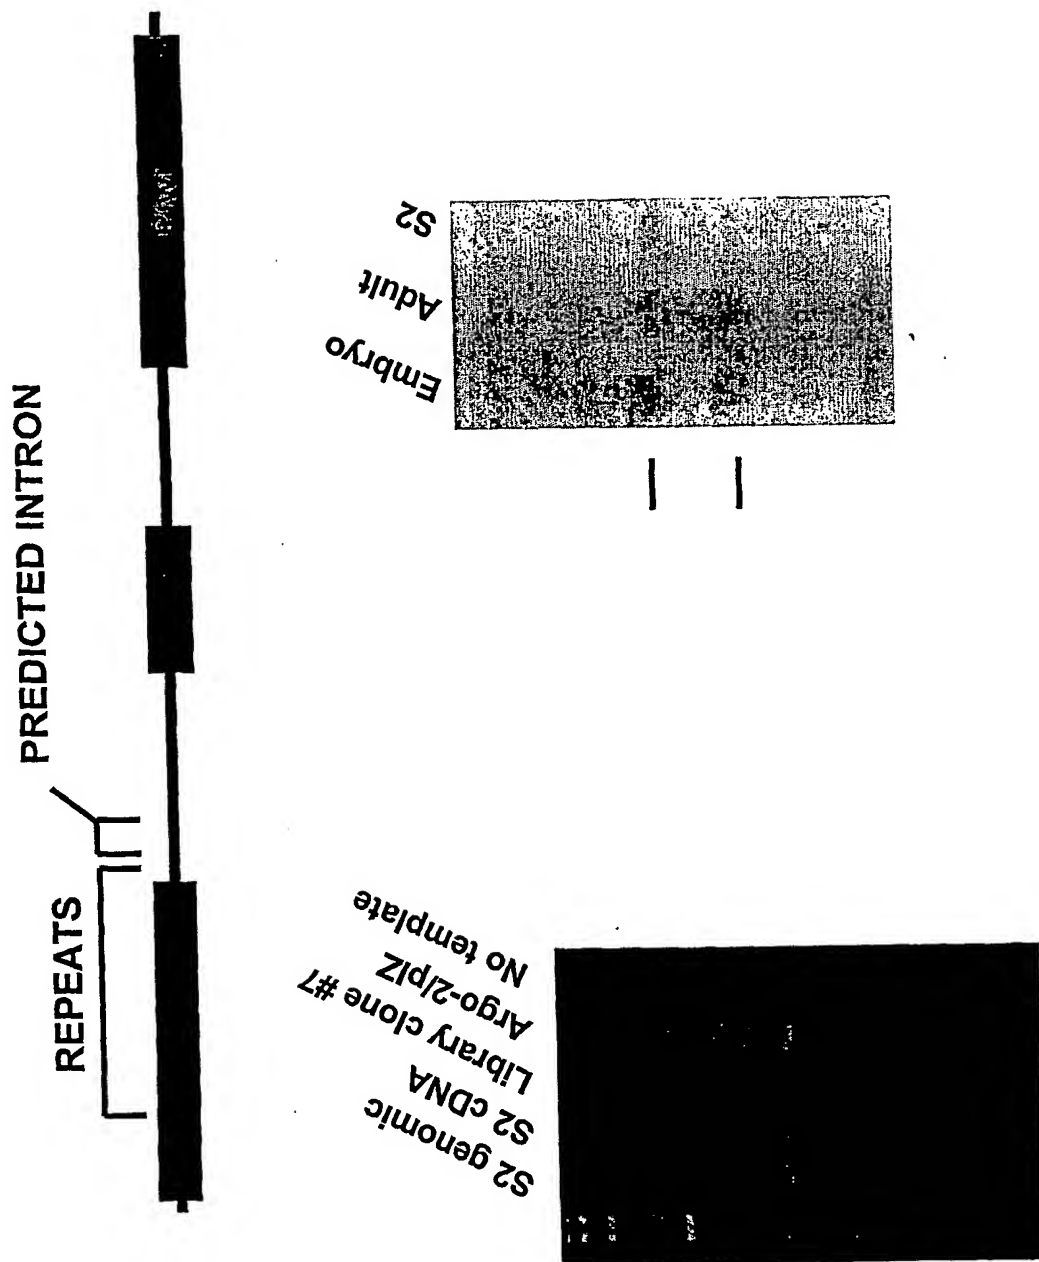 REPEATS
PREDICTED INTRON
S2 genomic
S2 cDNA
Library clone #7
Argo-2/pIZ
No template
Embryo
Adult
S2